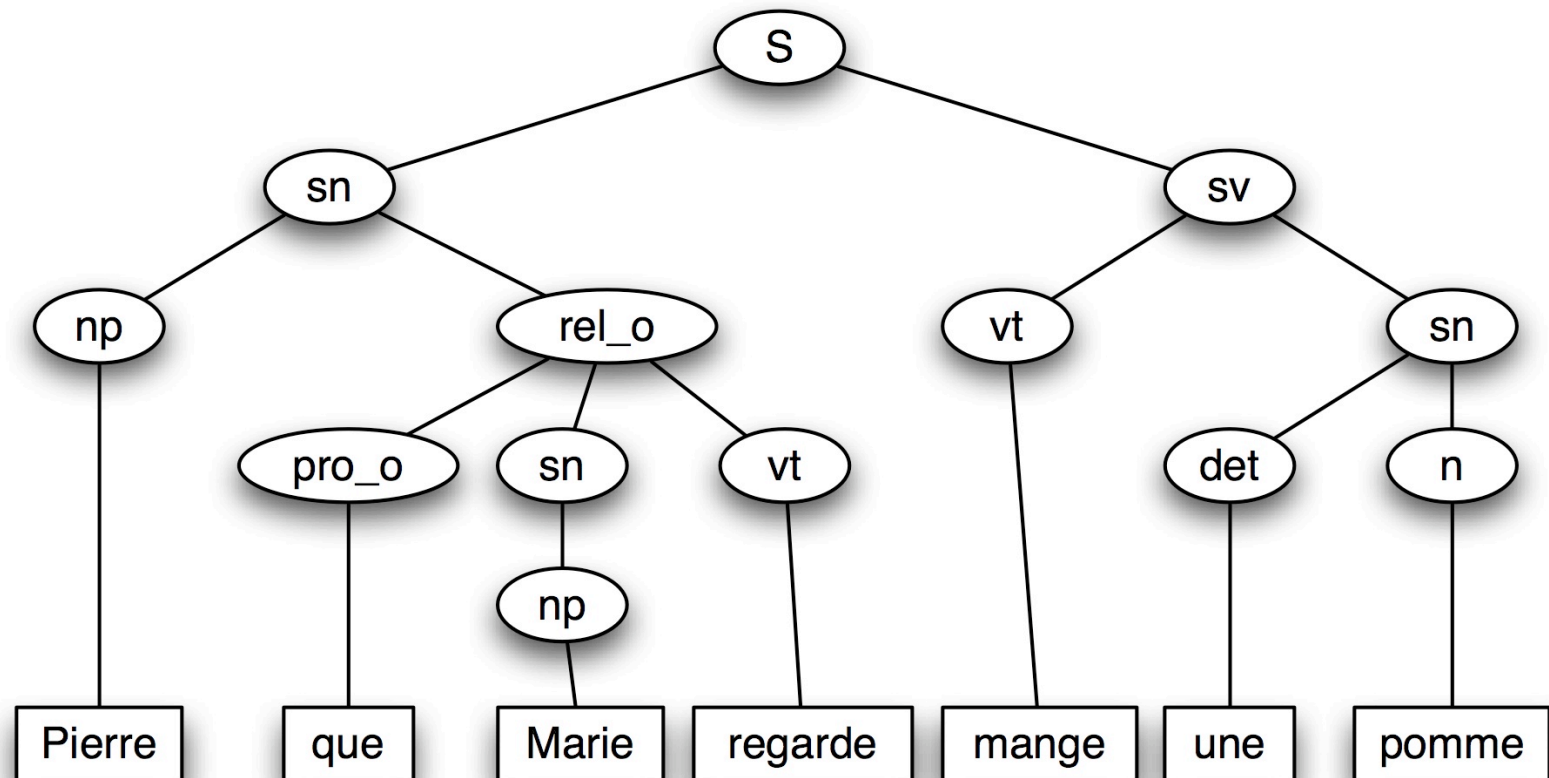 S
sn sv
np rel_o vt sn
pro_o sn vt det n
np
Pierre que Marie regarde mange une pomme